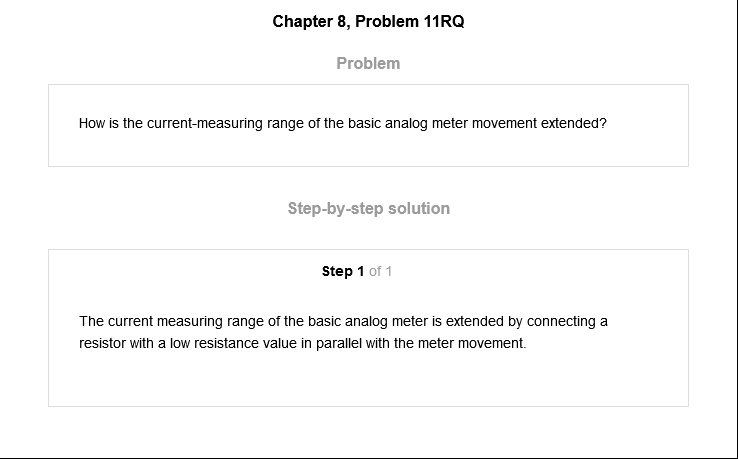 Chapter 8, Problem 11RQ
Problem
How is the current-measuring range of the basic analog meter movement extended?
Step-by-step solution
Step 1 of 1
The current measuring range of the basic analog meter is extended by connecting a
resistor with a low resistance value in parallel with the meter movement.